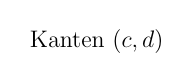 Kanten (c, d)